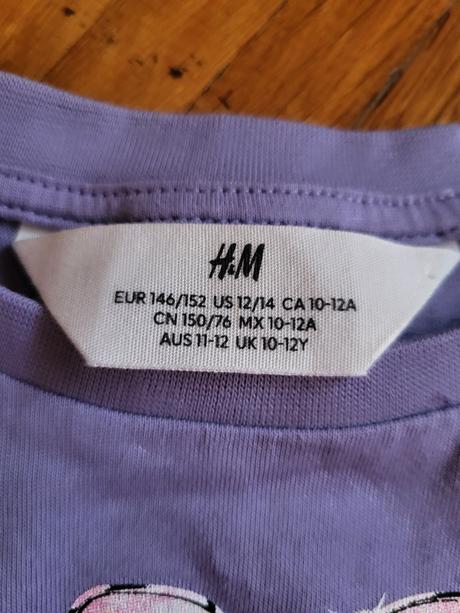 H&M
EUR 146/152 US 12/14 CA 10-12A
CN 150/76 MX 10-12A
AUS 11-12 UK 10-12Y